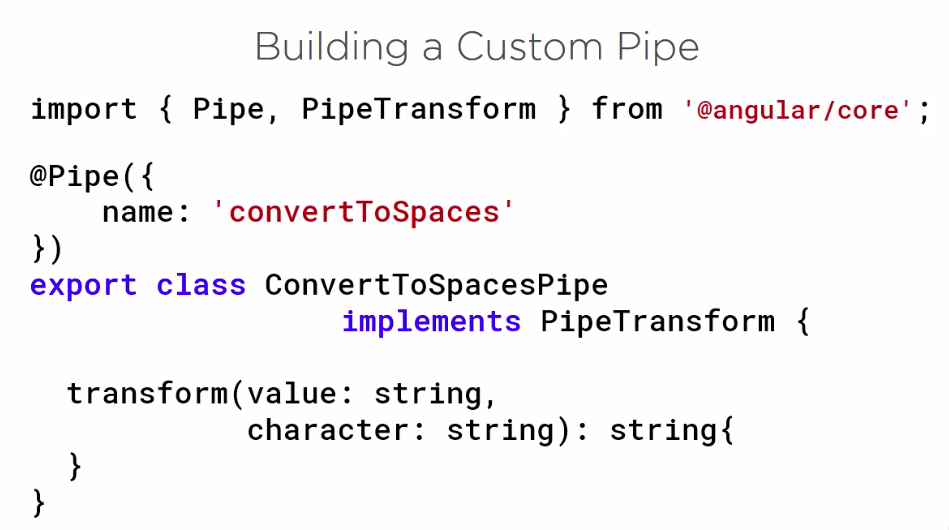 Building a Custom Pipe
import { Pipe, PipeTransform } from '@angular/core';
@Pipe({
name: 'convertToSpaces'
})
export class ConvertToSpacesPipe
implements PipeTransform {
transform(value: string,
character: string): string{
}
}